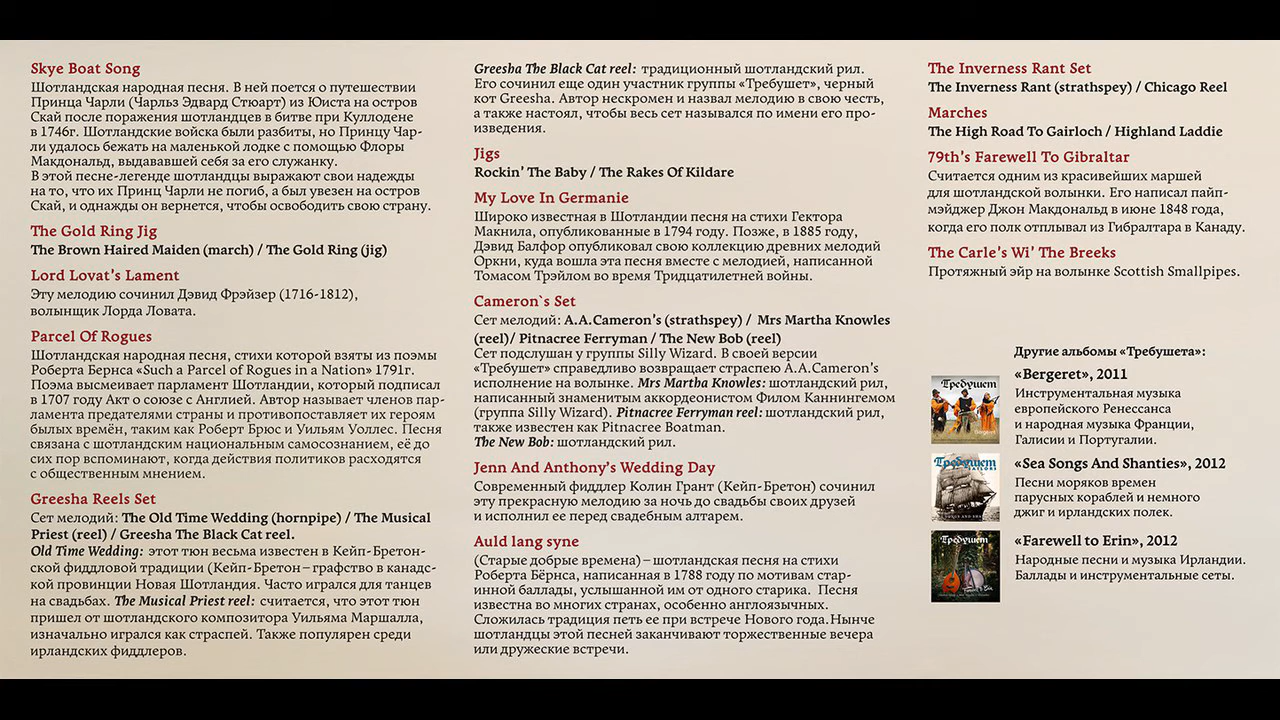 Skye Boat Song
Шотландская народная песня. В ней поется о путешествии
Принца Чарли (Чарльз Эдвард Стюарт) из Юиста на остров
Скай после поражения шотландцев в битве при Куллодене
в 1746г. Шотландские войска были разбиты, но Принцу Чар-
ли удалось бежать на маленькой лодке с помощью Флоры
Макдональд, выдававшей себя за его служанку.
В этой песне-легенде шотландцы выражают свои надежды
на то, что их Принц Чарли не погиб, а был увезен на остров
Скай, и однажды он вернется, чтобы освободить свою страну.
The Gold Ring Jig
The Brown Haired Maiden (march) / The Gold Ring (jig)
Lord Lovat's Lament
Эту мелодию сочинил Дэвид Фрэйзер (1716-1812),
волынщик Лорда Ловата.
Parcel Of Rogues
Шотландская народная песня, стихи которой взяты из поэмы
Роберта Бернса «Such a Parcel of Rogues in a Nation» 1791г.
Поэма высмеивает парламент Шотландии, который подписал
в 1707 году Акт о союзе с Англией. Автор называет членов пар-
ламента предателями страны и противопоставляет их героям
былых времён, таким как Роберт Брюс и Уильям Уоллес. Песня
связана с шотландским национальным самосознанием, её до
сих пор вспоминают, когда действия политиков расходятся
с общественным мнением.
Greesha Reels Set
Сет мелодий: The Old Time Wedding (hornpipe) / The Musical
Priest (reel) / Greesha The Black Cat reel.
Old Time Wedding: этот тюн весьма известен в Кейп-Бретон-
ской фиддловой традиции (Кейп-Бретон – графство в канадс-
кой провинции Новая Шотландия. Часто игрался для танцев
на свадьбах. The Musical Priest reel: считается, что этот тюн
пришел от шотландского композитора Уильяма Маршалла,
изначально игрался как страспей. Также популярен среди
ирландских фиддлеров.
Greesha The Black Cat reel: традиционный шотландский рил.
Его сочинил еще один участник группы «Требушет», черный
кот Greesha. Автор нескромен и назвал мелодию в свою честь,
а также настоял, чтобы весь сет назывался по имени его про-
изведения.
Jigs
Rockin' The Baby / The Rakes Of Kildare
My Love In Germanie
Широко известная в Шотландии песня на стихи Гектора
Макнила, опубликованные в 1794 году. Позже, в 1885 году,
Дэвид Балфор опубликовал свою коллекцию древних мелодий
Оркни, куда вошла эта песня вместе с мелодией, написанной
Томасом Трэйлом во время Тридцатилетней войны.
Cameron`s Set
Сет мелодий: A.A.Cameron's (strathspey) / Mrs Martha Knowles
(reel)/ Pitnacree Ferryman / The New Bob (reel)
Сет подслушан у группы Silly Wizard. В своей версии
«Требушет» справедливо возвращает страспею A.A.Cameron's
исполнение на волынке. Mrs Martha Knowles: шотландский рил,
написанный знаменитым аккордеонистом Филом Каннингемом
(группа Silly Wizard). Pitnacree Ferryman reel: шотландский рил,
также известен как Pitnacree Boatman.
The New Bob: шотландский рил.
Jenn And Anthony's Wedding Day
Современный фиддлер Колин Грант (Кейп-Бретон) сочинил
эту прекрасную мелодию за ночь до свадьбы своих друзей
и исполнил ее перед свадебным алтарем.
Auld lang syne
(Старые добрые времена) – шотландская песня на стихи
Роберта Бёрнса, написанная в 1788 году по мотивам стар-
инной баллады, услышанной им от одного старика. Песня
известна во многих странах, особенно англоязычных.
Сложилась традиция петь ее при встрече Нового года. Нынче
шотландцы этой песней заканчивают торжественные вечера
или дружеские встречи.
The Inverness Rant Set
The Inverness Rant (strathspey) / Chicago Reel
Marches
The High Road To Gairloch / Highland Laddie
79th's Farewell To Gibraltar
Считается одним из красивейших маршей
для шотландской волынки. Его написал пайп-
мэйджер Джон Макдональд в июне 1848 года,
когда его полк отплывал из Гибралтара в Канаду.
The Carle's Wi' The Breeks
Протяжный эйр на волынке Scottish Smallpipes.
Другие альбомы «Требушета»:
Требушет
Bergeret
«Bergeret», 2011
Инструментальная музыка
европейского Ренессанса
и народная музыка Франции,
Галисии и Португалии.
Требушет
«Sea Songs And Shanties», 2012
Песни моряков времен
парусных кораблей и немного
джиг и ирландских полек.
Требушет
«Farewell to Erin», 2012
Народные песни и музыка Ирландии.
Баллады и инструментальные сеты.